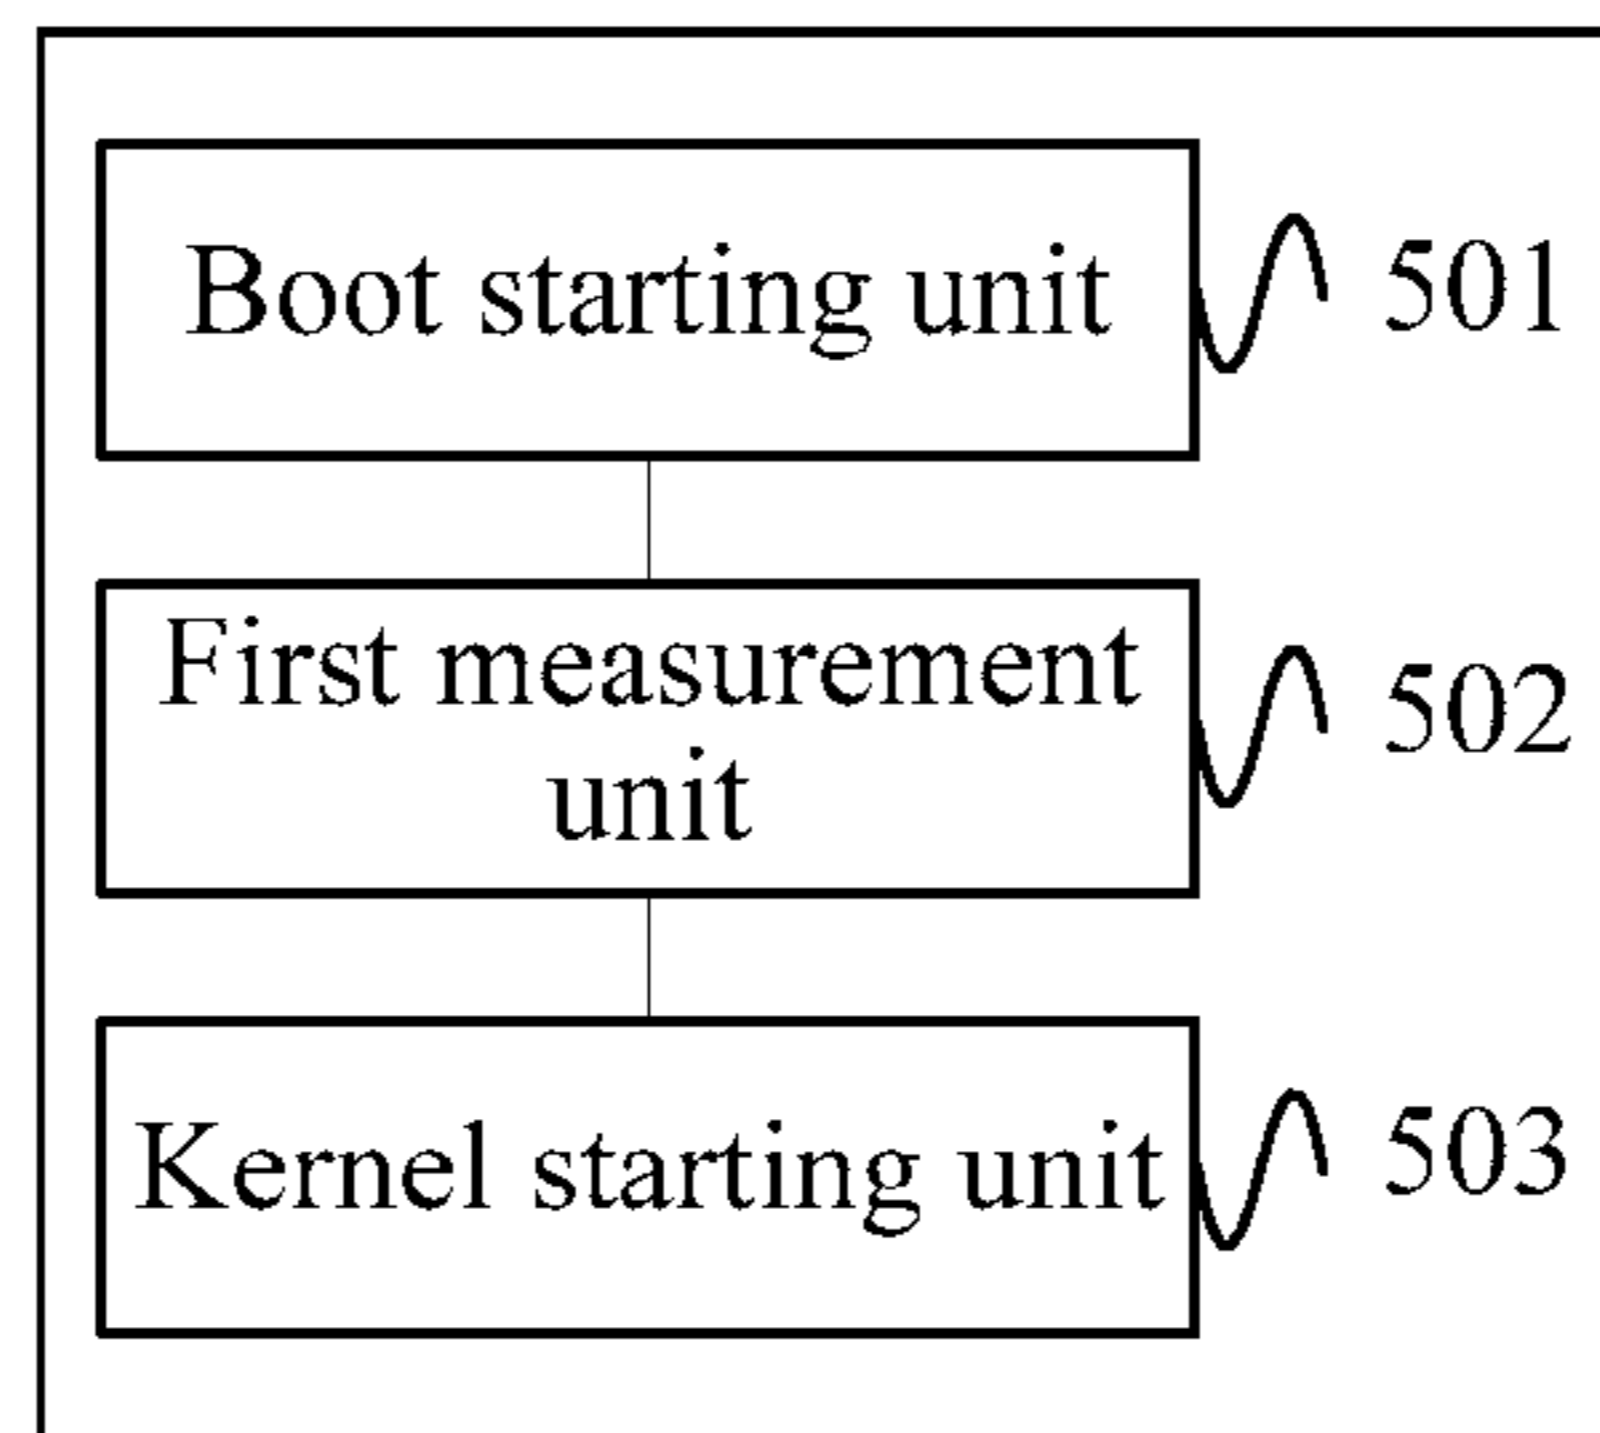 Boot starting unit
501
First measurement
unit
502
Kernel starting unit
503